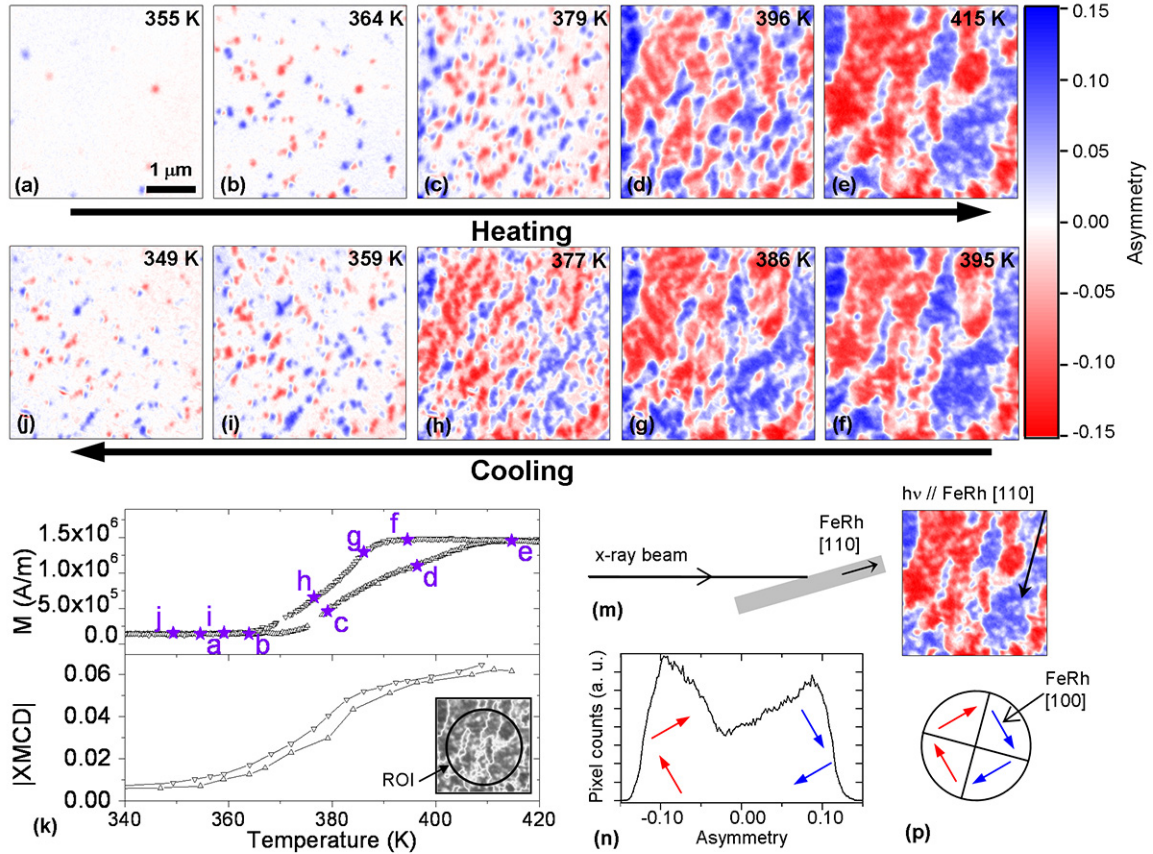 355 K
364 K
379 K
396 K
415 K
1 μm
(a)
(b)
(c)
(d)
(e)
Heating
349 K
359 K
377 K
386 K
395 K
(j)
(i)
(h)
(g)
(f)
Cooling
0.15
0.10
0.05
0.00
-0.05
-0.10
-0.15
Asymmetry
M (A/m)
1.5x10⁶
1.0x10⁶
5.0x10⁵
0.0
j
i
a
b
h
g
f
c
d
e
|XMCD|
0.06
0.04
0.02
0.00
ROI
340
360
380
400
420
Temperature (K)
(k)
x-ray beam
FeRh
[110]
(m)
Pixel counts (a. u.)
-0.10
0.00
0.10
Asymmetry
(n)
hν // FeRh [110]
FeRh
[100]
(p)